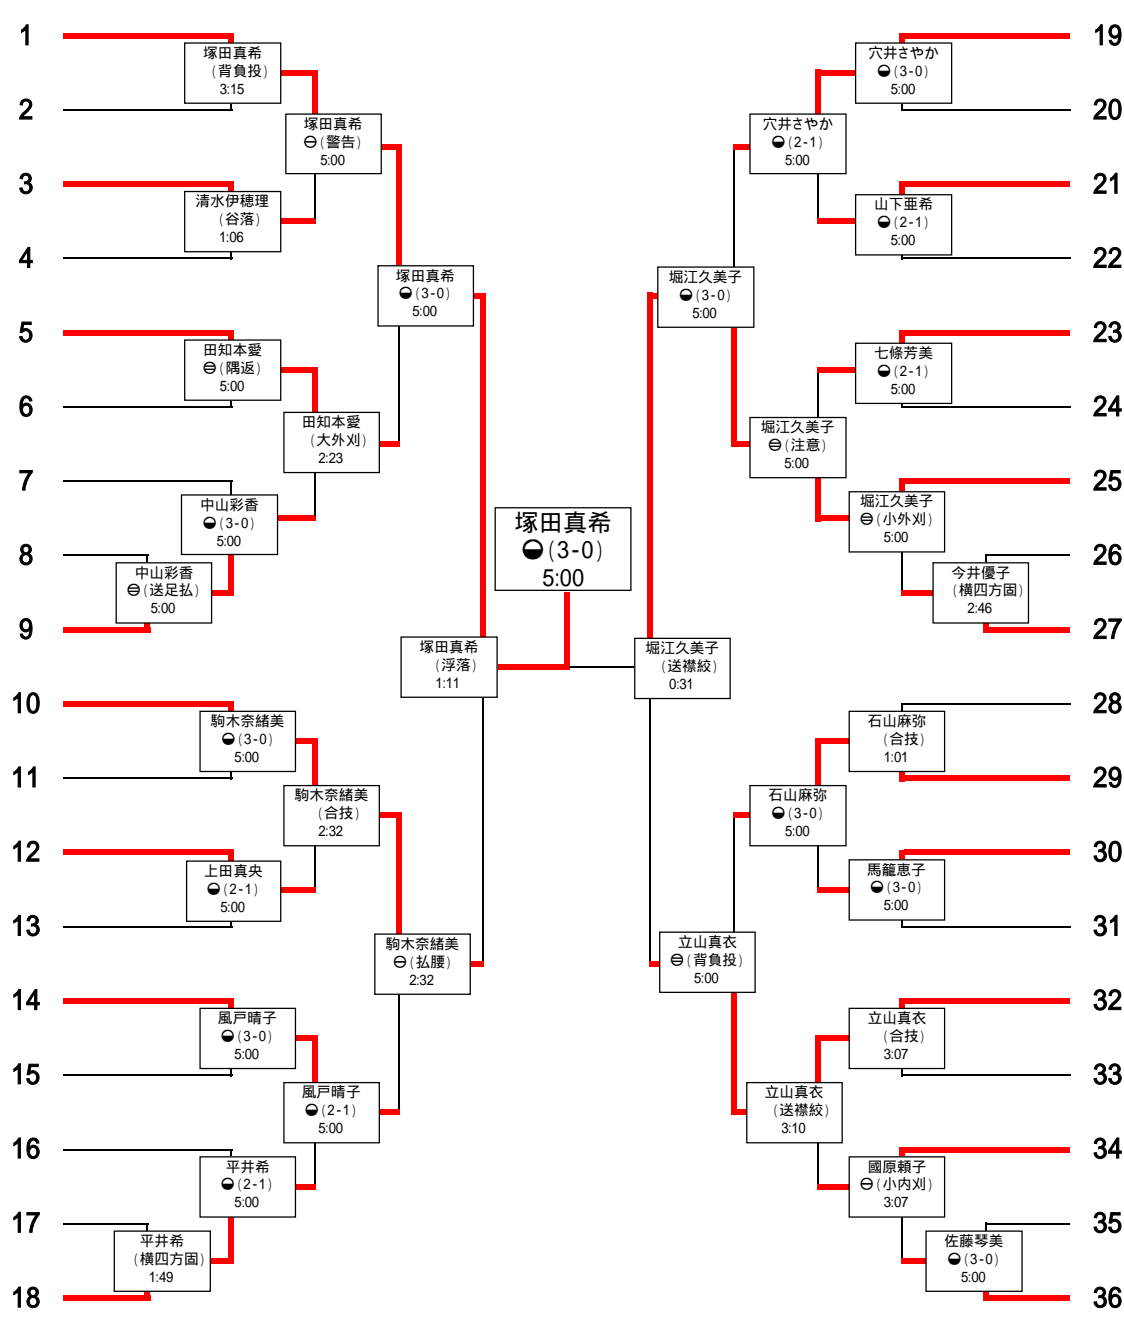 1
塚田真希
(背負投)
3:15
2
塚田真希
(警告)
5:00
3
清水伊穂理
(谷落)
1:06
4
塚田真希
(3-0)
5:00
5
田知本愛
(隅返)
5:00
6
田知本愛
(大外刈)
2:23
7
中山彩香
(3-0)
5:00
8
中山彩香
(送足払)
5:00
9
塚田真希
(浮落)
1:11
10
駒木奈緒美
(3-0)
5:00
11
駒木奈緒美
(合技)
2:32
12
上田真央
(2-1)
5:00
13
駒木奈緒美
(払腰)
2:32
14
風戸晴子
(3-0)
5:00
15
風戸晴子
(2-1)
5:00
16
平井希
(2-1)
5:00
17
平井希
(横四方固)
1:49
18
塚田真希
(3-0)
5:00
19
穴井さやか
(3-0)
5:00
20
穴井さやか
(2-1)
5:00
21
山下亜希
(2-1)
5:00
22
堀江久美子
(3-0)
5:00
23
七條芳美
(2-1)
5:00
24
堀江久美子
(注意)
5:00
25
堀江久美子
(小外刈)
5:00
26
今井優子
(横四方固)
2:46
27
堀江久美子
(送襟絞)
0:31
28
石山麻弥
(合技)
1:01
29
石山麻弥
(3-0)
5:00
30
馬籠恵子
(3-0)
5:00
31
立山真衣
(背負投)
5:00
32
立山真衣
(合技)
3:07
33
立山真衣
(送襟絞)
3:10
34
國原頼子
(小内刈)
3:07
35
佐藤琴美
(3-0)
5:00
36